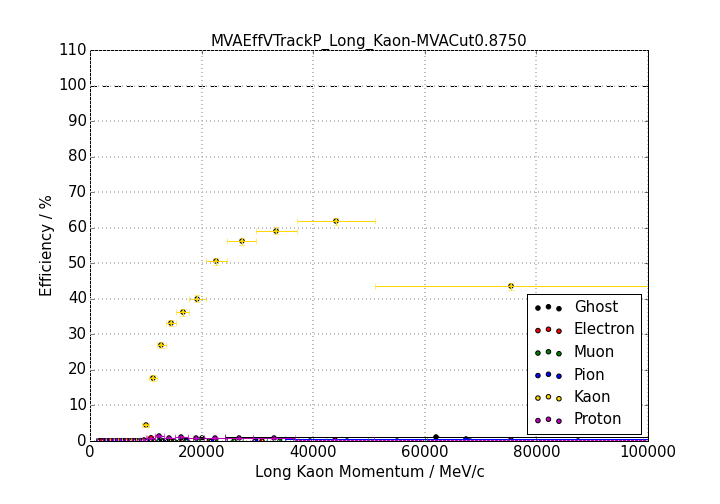 MVAEffVTrackP_Long_Kaon-MVACut0.8750
110
100
90
80
70
60
50
40
30
20
10
0
Efficiency / %
0 20000 40000 60000 80000 100000
Long Kaon Momentum / MeV/c
Ghost
Electron
Muon
Pion
Kaon
Proton